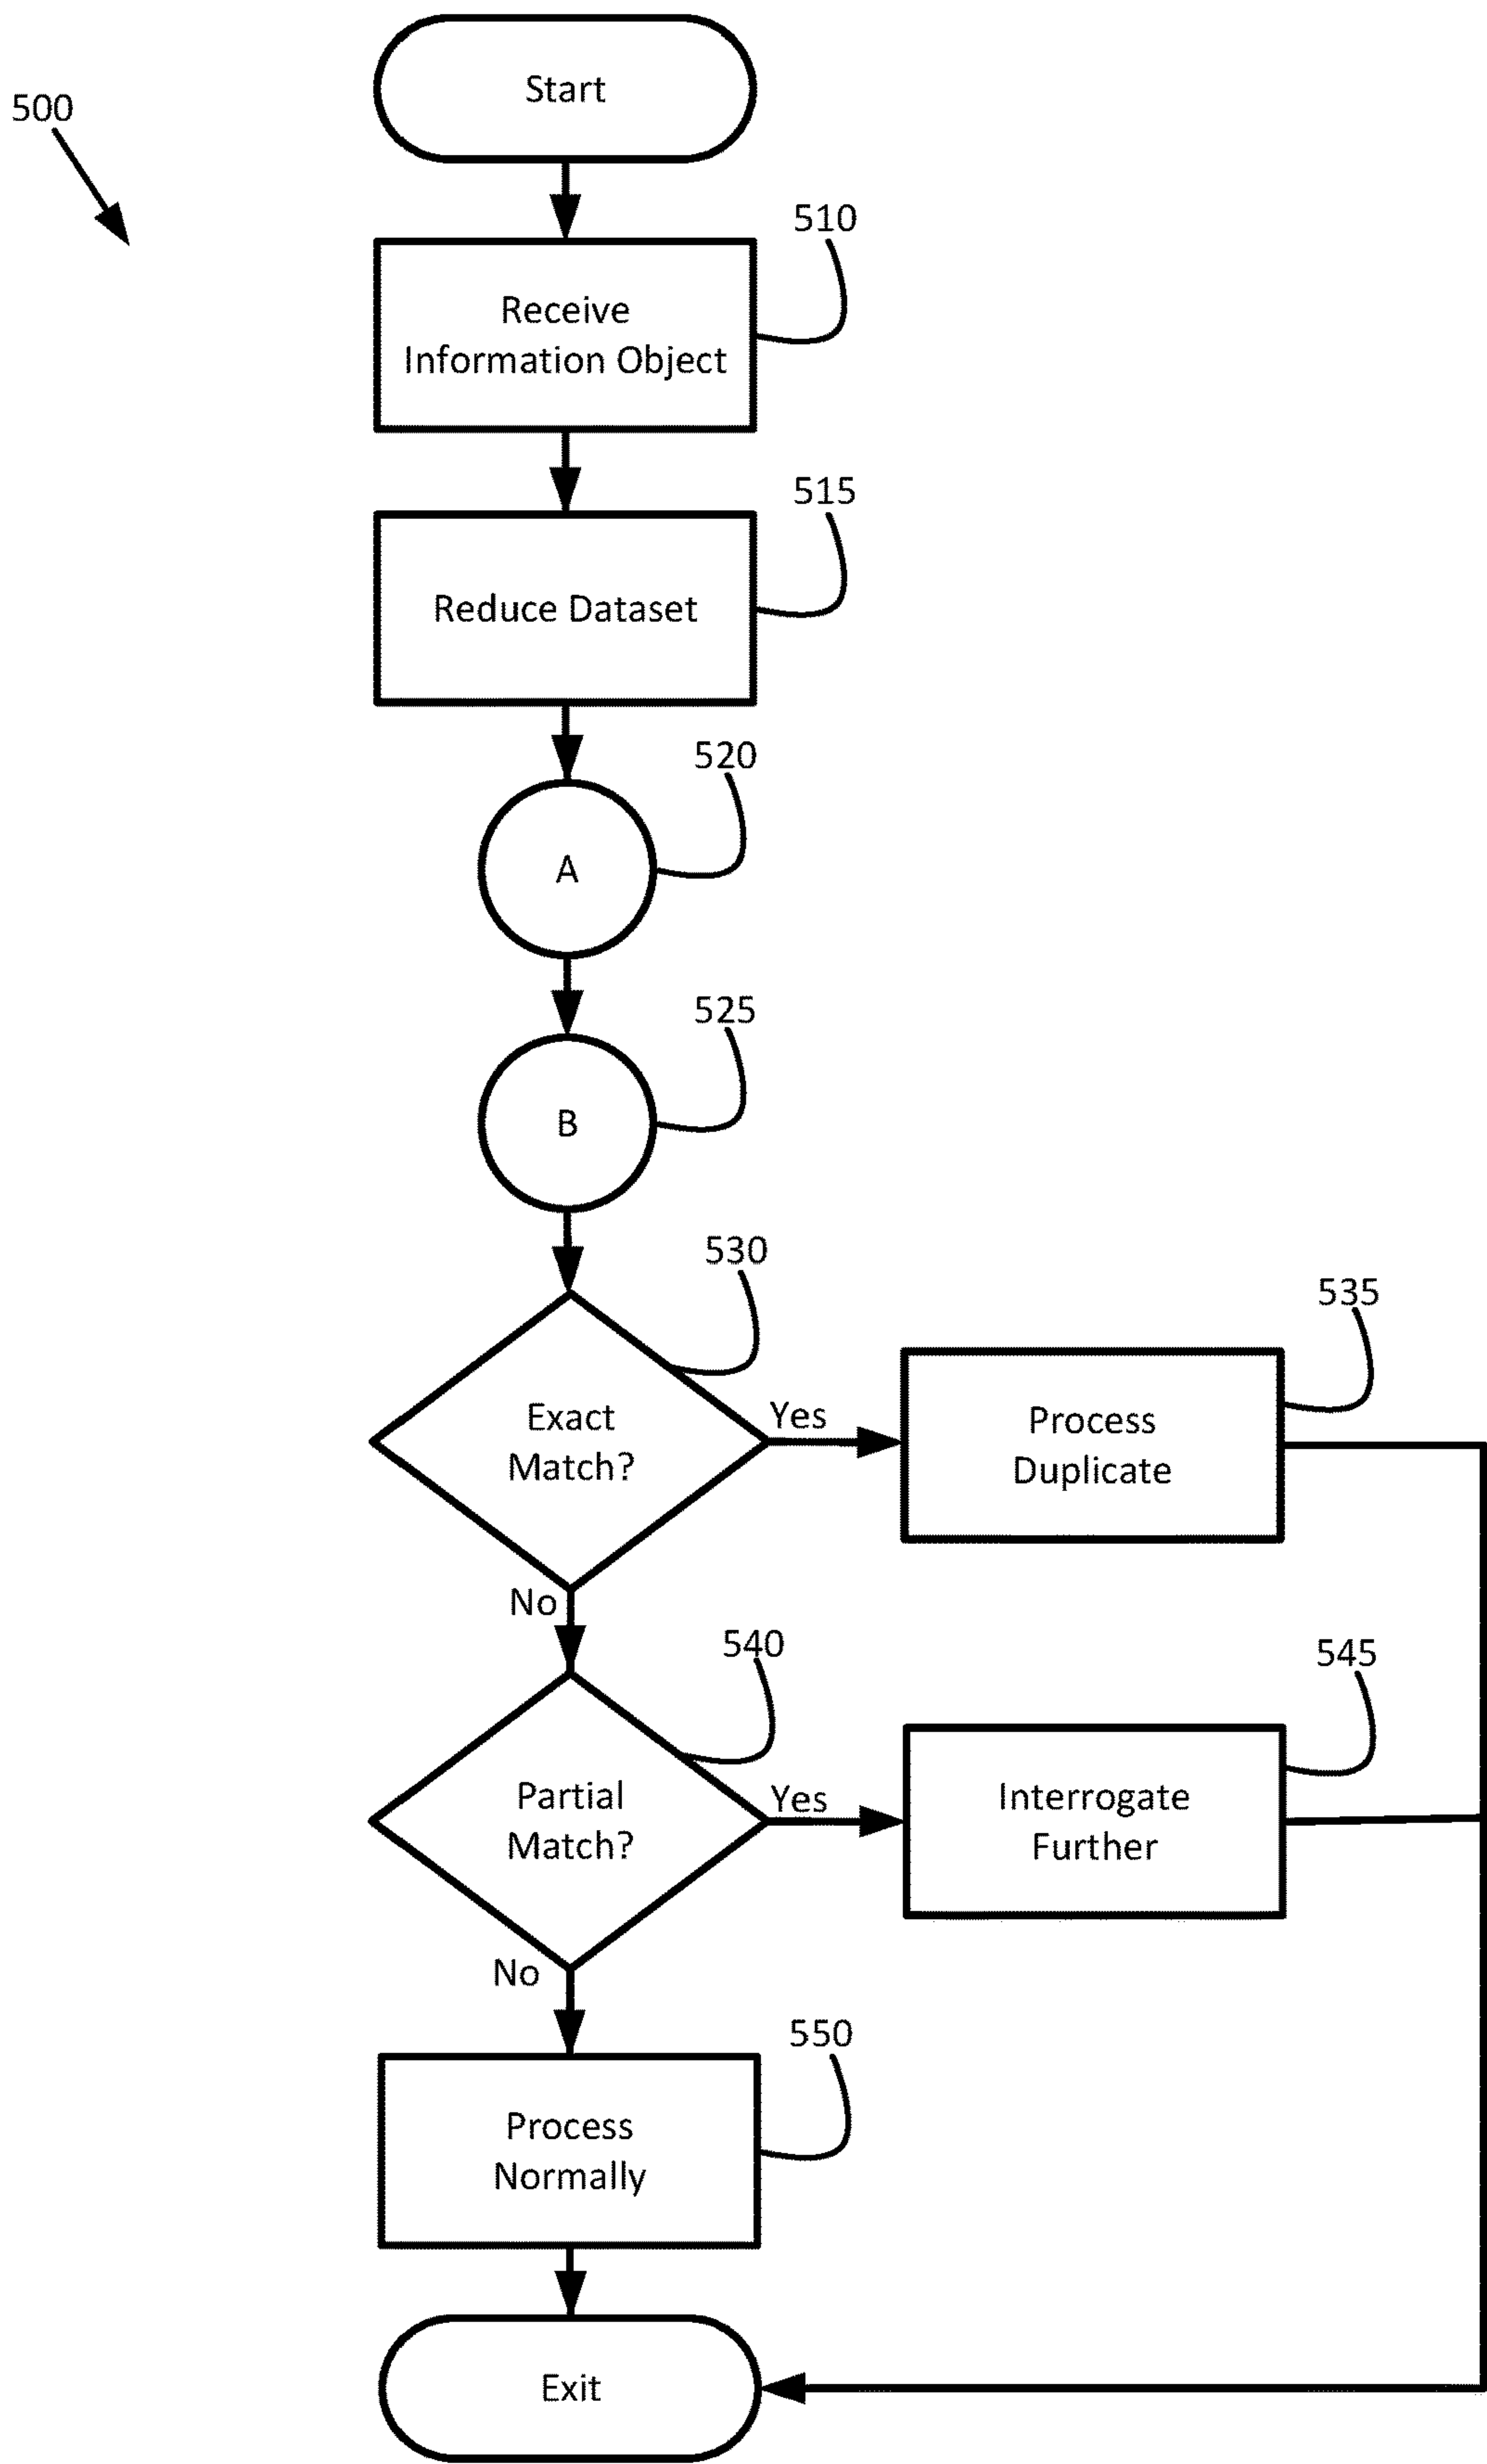 Start
500
510
Receive
Information Object
515
Reduce Dataset
520
A
525
B
530
535
Exact
Match?
Yes
Process
Duplicate
No
540
545
Partial
Match?
Yes
Interrogate
Further
No
550
Process
Normally
Exit